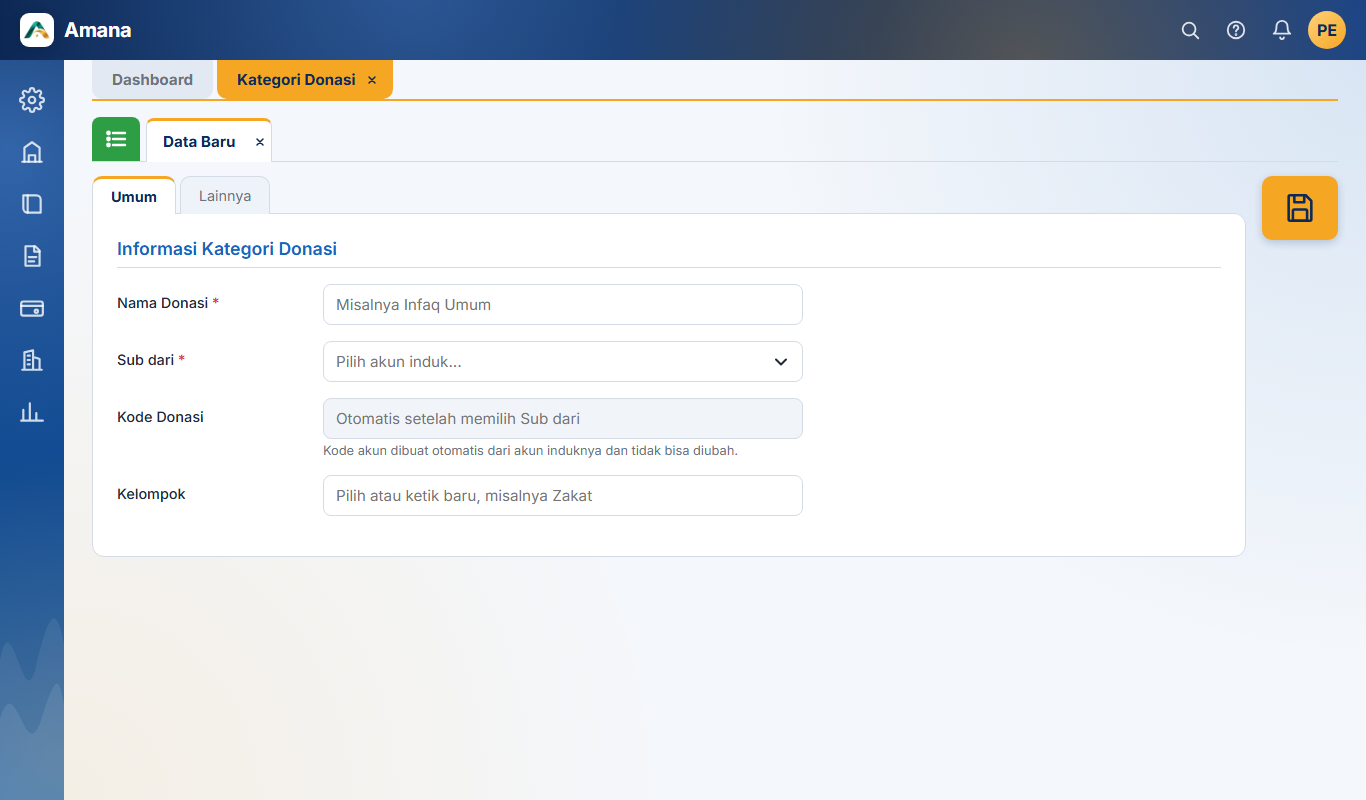 Amana
PE
Dashboard
Kategori Donasi ×
Data Baru ×
Umum
Lainnya
Informasi Kategori Donasi
Nama Donasi *
Misalnya Infaq Umum
Sub dari *
Pilih akun induk...
Kode Donasi
Otomatis setelah memilih Sub dari
Kode akun dibuat otomatis dari akun induknya dan tidak bisa diubah.
Kelompok
Pilih atau ketik baru, misalnya Zakat